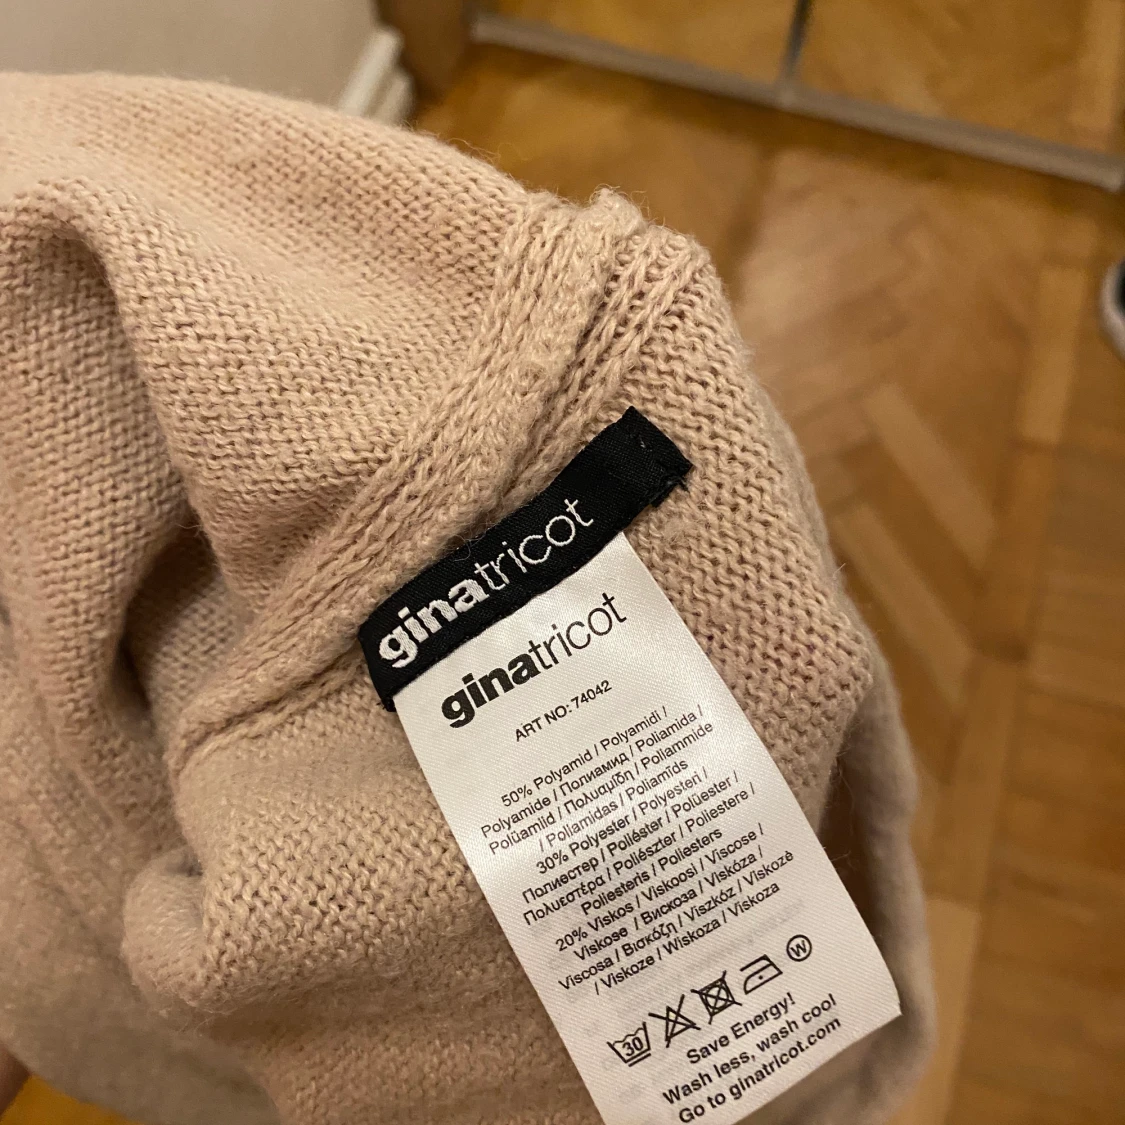 ginatricot
ginatricot
ART NO: 74042
50% Polyamid / Polyamidi /
Polyamide / Полиамид / Poliamida /
Polüamiid / Πολυαμίδη / Poliammide
/ Poliamidas / Poliamīds
30% Polyester / Polyesteri /
Полиестер / Poliéster / Polüester /
Πολυεστέρα / Poliészter / Poliestere /
Poliesteris / Poliesters
20% Viskos / Viskoosi / Viscose /
Viskose / Вискоза / Viskóza /
Viscosa / Βισκόζη / Viszkóz / Viskozė
/ Viskoze / Wiskoza / Viskoza
30 W
Save Energy!
Wash less, wash cool
Go to ginatricot.com